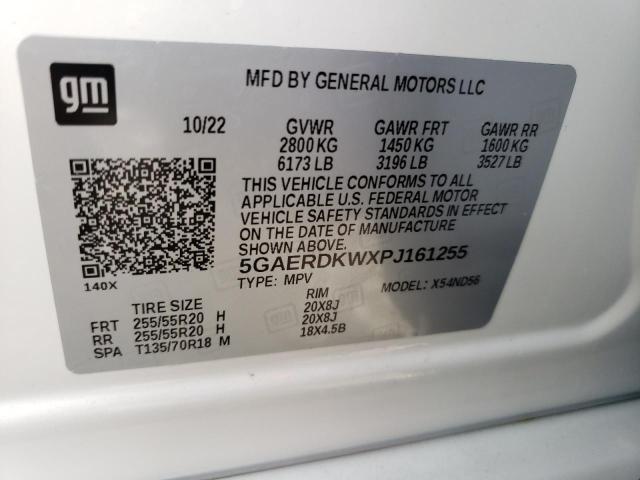 gm
MFD BY GENERAL MOTORS LLC
10/22 GVWR GAWR FRT GAWR RR
2800 KG 1450 KG 1600 KG
6173 LB 3196 LB 3527 LB
THIS VEHICLE CONFORMS TO ALL
APPLICABLE U.S. FEDERAL MOTOR
VEHICLE SAFETY STANDARDS IN EFFECT
ON THE DATE OF MANUFACTURE
SHOWN ABOVE.
5GAERDKWXPJ161255
TYPE: MPV MODEL: X54ND56
140X
TIRE SIZE RIM
FRT 255/55R20 H 20X8J
RR 255/55R20 H 20X8J
SPA T135/70R18 M 18X4.5B